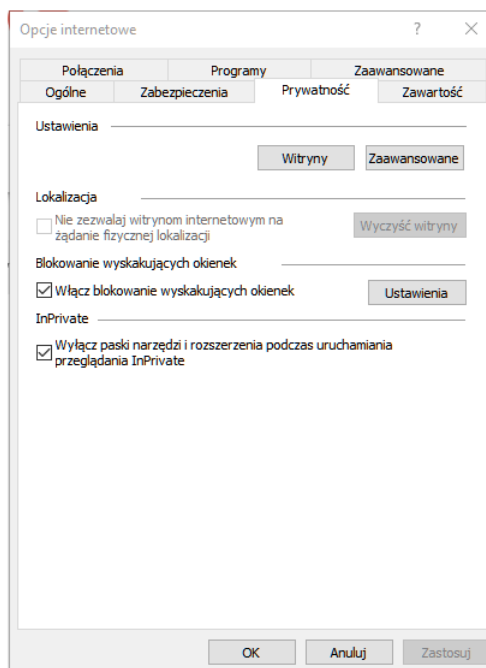 Opcje internetowe
Połączenia Programy Zaawansowane
Ogólne Zabezpieczenia Prywatność Zawartość
Ustawienia
Witryny Zaawansowane
Lokalizacja
Nie zezwalaj witrynom internetowym na
żądanie fizycznej lokalizacji
Wyczyść witryny
Blokowanie wyskakujących okienek
Włącz blokowanie wyskakujących okienek Ustawienia
InPrivate
Wyłącz paski narzędzi i rozszerzenia podczas uruchamiania
przeglądania InPrivate
OK Anuluj Zastosuj